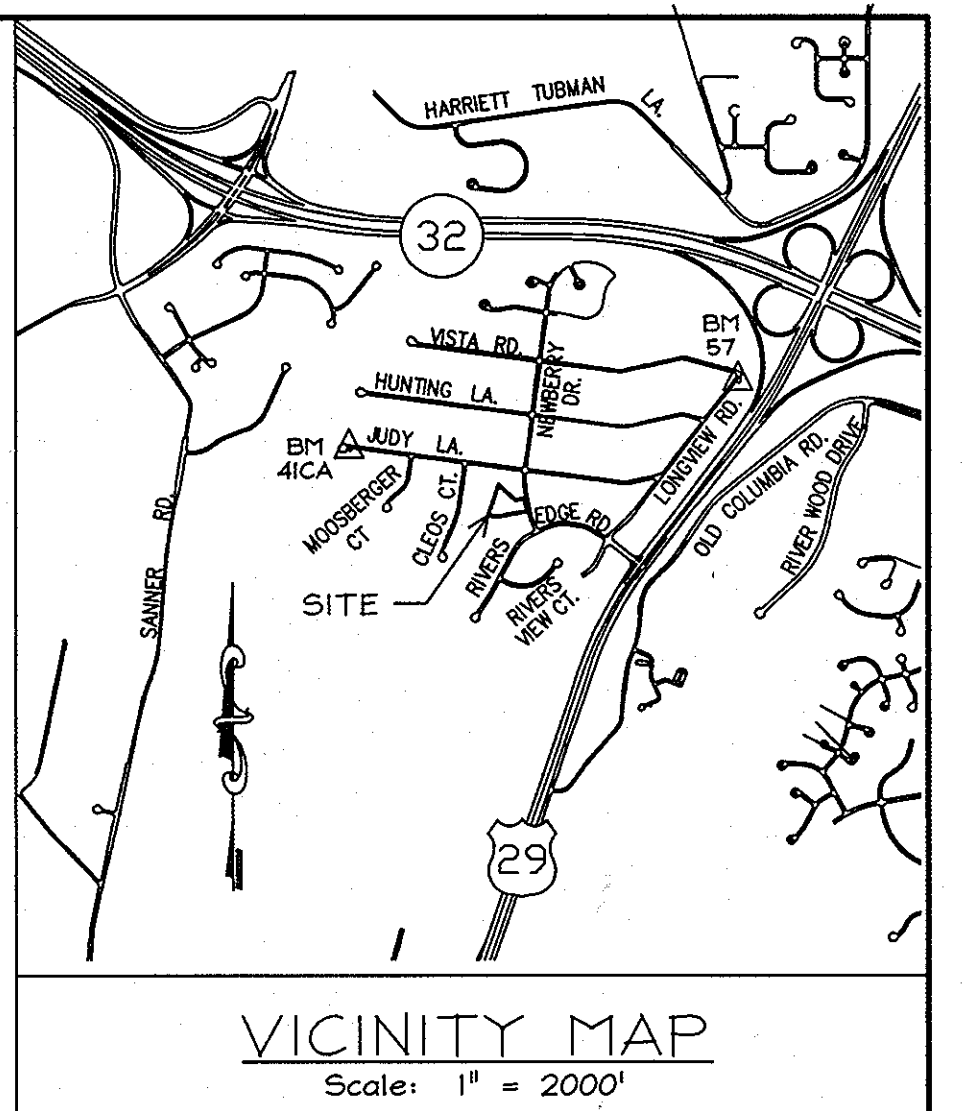 HARRIETT TUBMAN LA.
32
VISTA RD.
BM
57
HUNTING LA.
NEWBERRY
DR.
JUDY LA.
BM
41CA
LONGVIEW RD.
OLD COLUMBIA RD.
RIVER WOOD DRIVE
MOOSBERGER
CT
CLEOS CT.
RIVERS EDGE RD
RIVERS
VIEW CT.
SITE
SANNER RD.
29
VICINITY MAP
Scale: 1" = 2000'